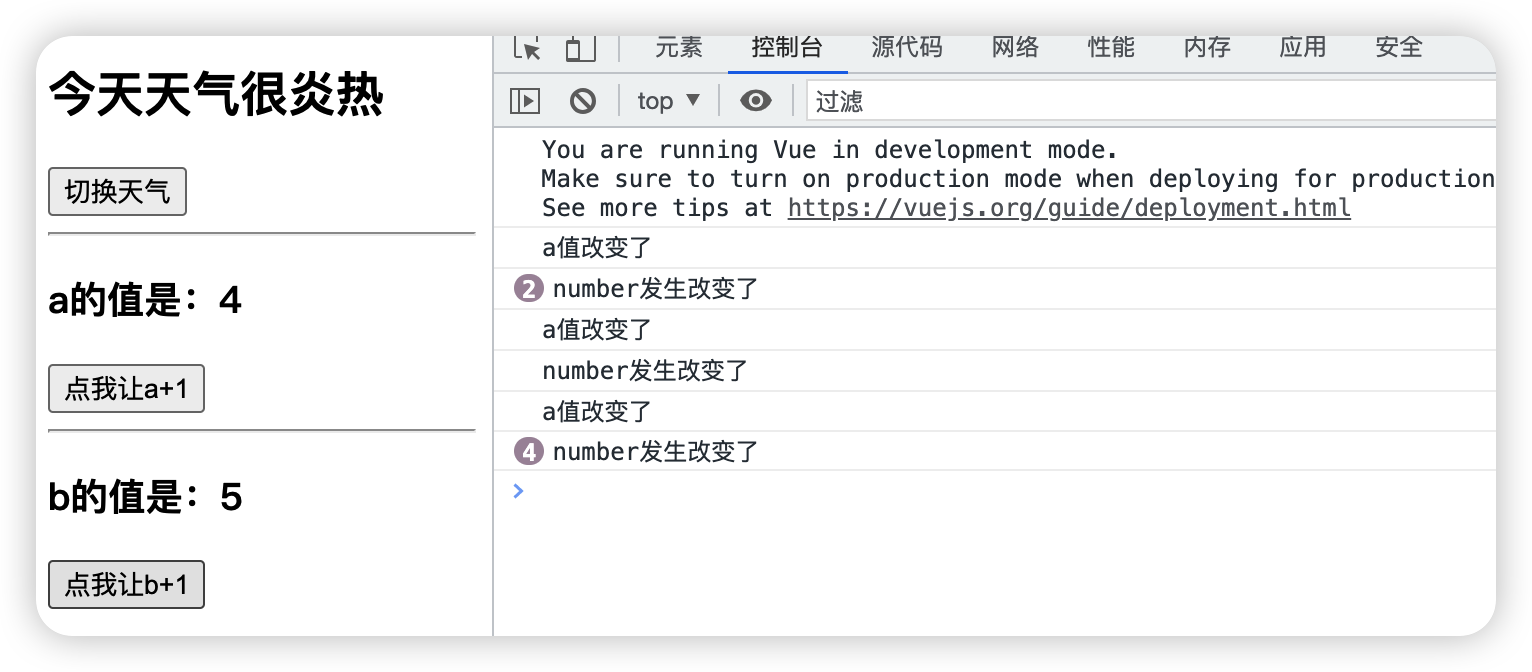 今天天气很炎热
切换天气
a的值是：4
点我让a+1
b的值是：5
点我让b+1
元素 控制台 源代码 网络 性能 内存 应用 安全
top ▼ 过滤
You are running Vue in development mode.
Make sure to turn on production mode when deploying for production
See more tips at https://vuejs.org/guide/deployment.html
a值改变了
2 number发生改变了
a值改变了
number发生改变了
a值改变了
4 number发生改变了
>